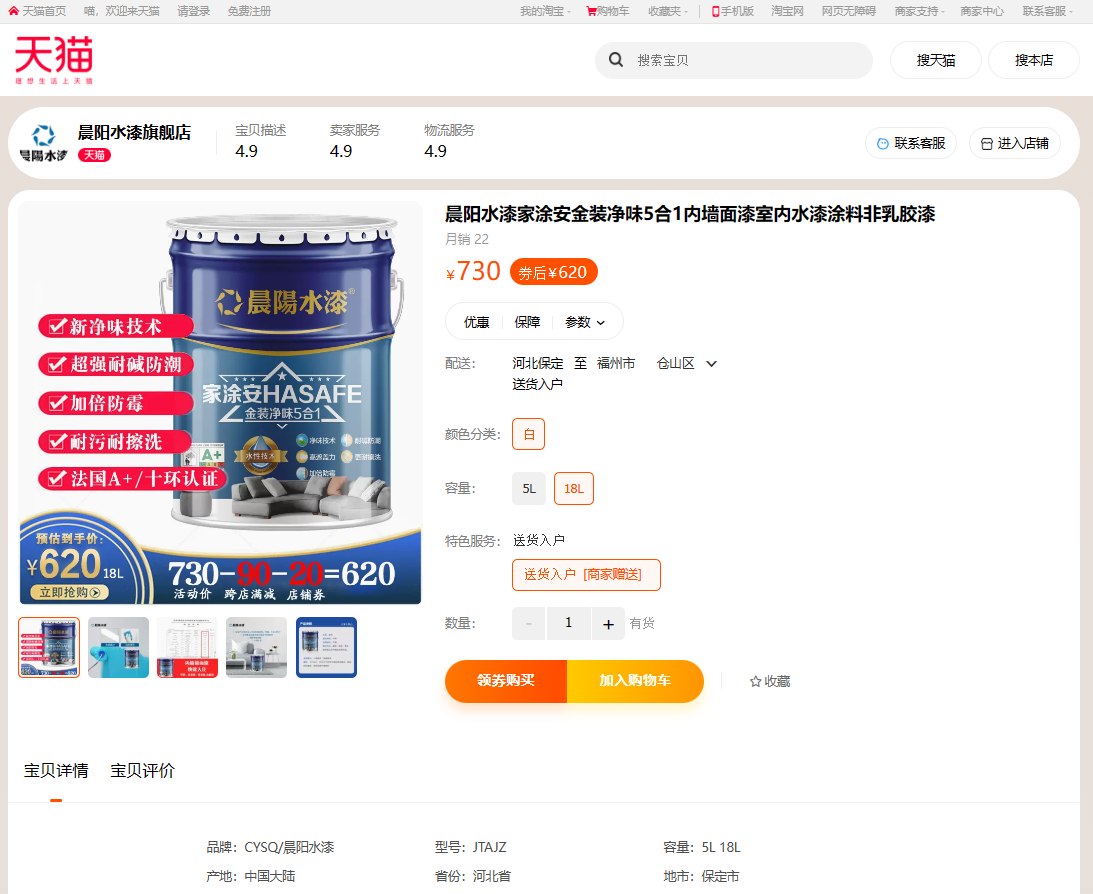 天猫首页 喵，欢迎来天猫 请登录 免费注册 我的淘宝 购物车 收藏夹 手机版 淘宝网 网页无障碍 商家支持 商家中心 联系客服
天猫
理想生活上天猫
搜索宝贝 搜天猫 搜本店
晨陽水漆
晨阳水漆旗舰店
天猫
宝贝描述 卖家服务 物流服务
4.9 4.9 4.9
联系客服 进入店铺
晨阳水漆家涂安金装净味5合1内墙面漆室内水漆涂料非乳胶漆
月销 22
¥730 券后¥620
优惠 保障 参数
配送： 河北保定 至 福州市 仓山区
送货入户
颜色分类： 白
容量： 5L 18L
特色服务： 送货入户
送货入户 [商家赠送]
数量： - 1 + 有货
领券购买 加入购物车 收藏
晨陽水漆®
新净味技术
超强耐碱防潮
加倍防霉
耐污耐擦洗
法国A+/十环认证
家涂安HASAFE
金装净味5合1
水性技术
净味技术
耐碱防潮
高遮盖力
加倍防霉
A+
预估到手价：
¥620 18L
立即抢购
730-90-20=620
活动价 跨店满减 店铺券
宝贝详情 宝贝评价
品牌： CYSQ/晨阳水漆 型号： JTAJZ 容量： 5L 18L
产地： 中国大陆 省份： 河北省 地市： 保定市